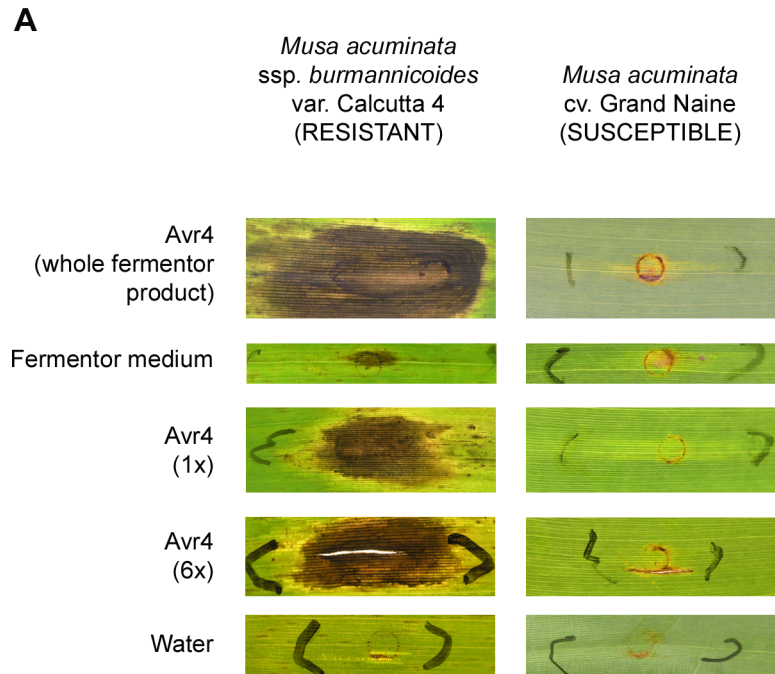 A
Musa acuminata
ssp. burmannicoides
var. Calcutta 4
(RESISTANT)
Musa acuminata
cv. Grand Naine
(SUSCEPTIBLE)
Avr4
(whole fermentor
product)
Fermentor medium
Avr4
(1x)
Avr4
(6x)
Water